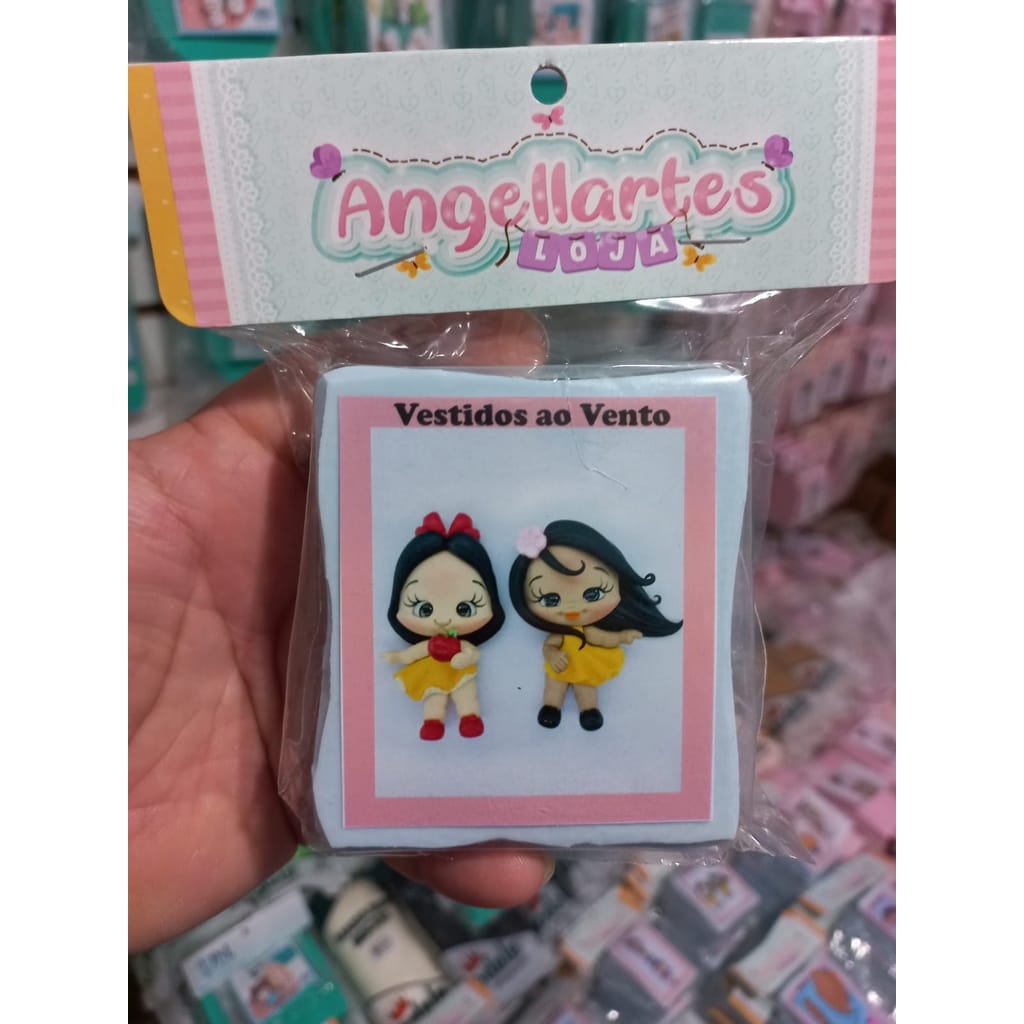 Angellartes
LOJA
Vestidos ao Vento